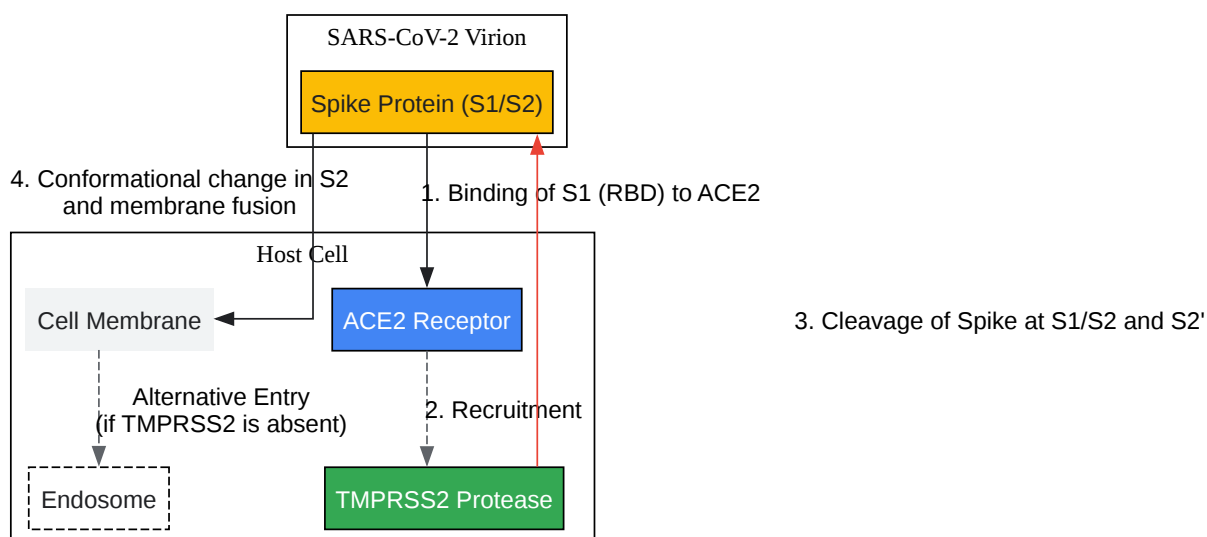 SARS-CoV-2 Virion
Spike Protein (S1/S2)
4. Conformational change in S2
and membrane fusion
1. Binding of S1 (RBD) to ACE2
Host Cell
Cell Membrane
ACE2 Receptor
3. Cleavage of Spike at S1/S2 and S2'
Alternative Entry
(if TMPRSS2 is absent)
2. Recruitment
Endosome
TMPRSS2 Protease